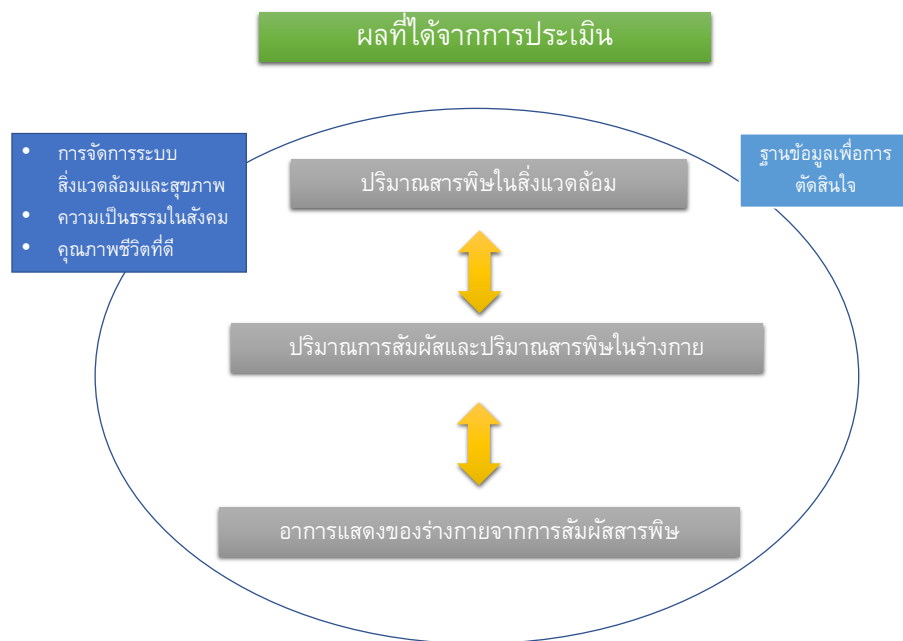 ผลที่ได้จากการประเมิน
• การจัดการระบบ
สิ่งแวดล้อมและสุขภาพ
• ความเป็นธรรมในสังคม
• คุณภาพชีวิตที่ดี
ฐานข้อมูลเพื่อการ
ตัดสินใจ
ปริมาณสารพิษในสิ่งแวดล้อม
ปริมาณการสัมผัสและปริมาณสารพิษในร่างกาย
อาการแสดงของร่างกายจากการสัมผัสสารพิษ